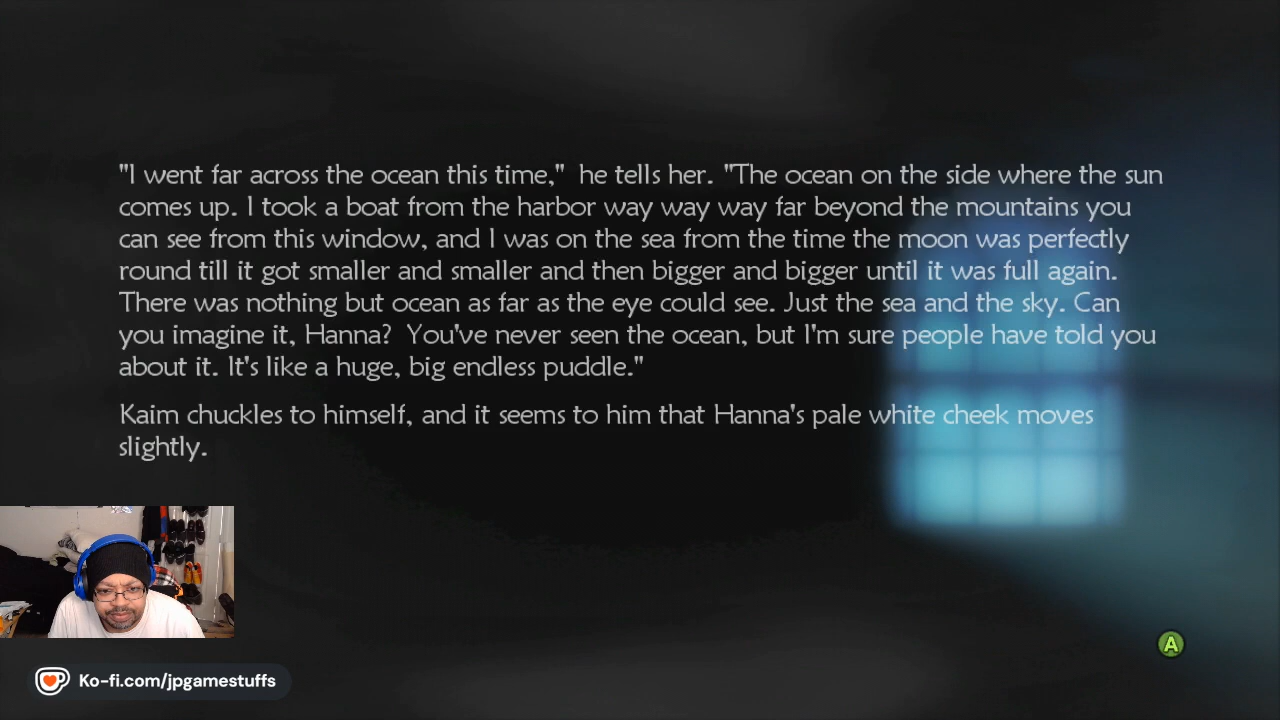 "I went far across the ocean this time,"  he tells her. "The ocean on the side where the sun
comes up. I took a boat from the harbor way way way far beyond the mountains you
can see from this window, and I was on the sea from the time the moon was perfectly
round till it got smaller and smaller and then bigger and bigger until it was full again.
There was nothing but ocean as far as the eye could see. Just the sea and the sky. Can
you imagine it, Hanna?  You've never seen the ocean, but I'm sure people have told you
about it. It's like a huge, big endless puddle."
Kaim chuckles to himself, and it seems to him that Hanna's pale white cheek moves
slightly.
A
Ko-fi.com/jpgamestuffs